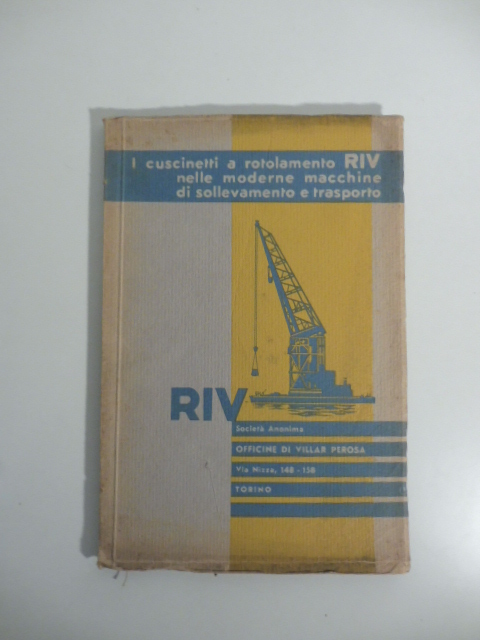 I cuscinetti a rotolamento RIV
nelle moderne macchine
di sollevamento e trasporto
RIV
Società Anonima
OFFICINE DI VILLAR PEROSA
Via Nizza, 148 - 158
TORINO